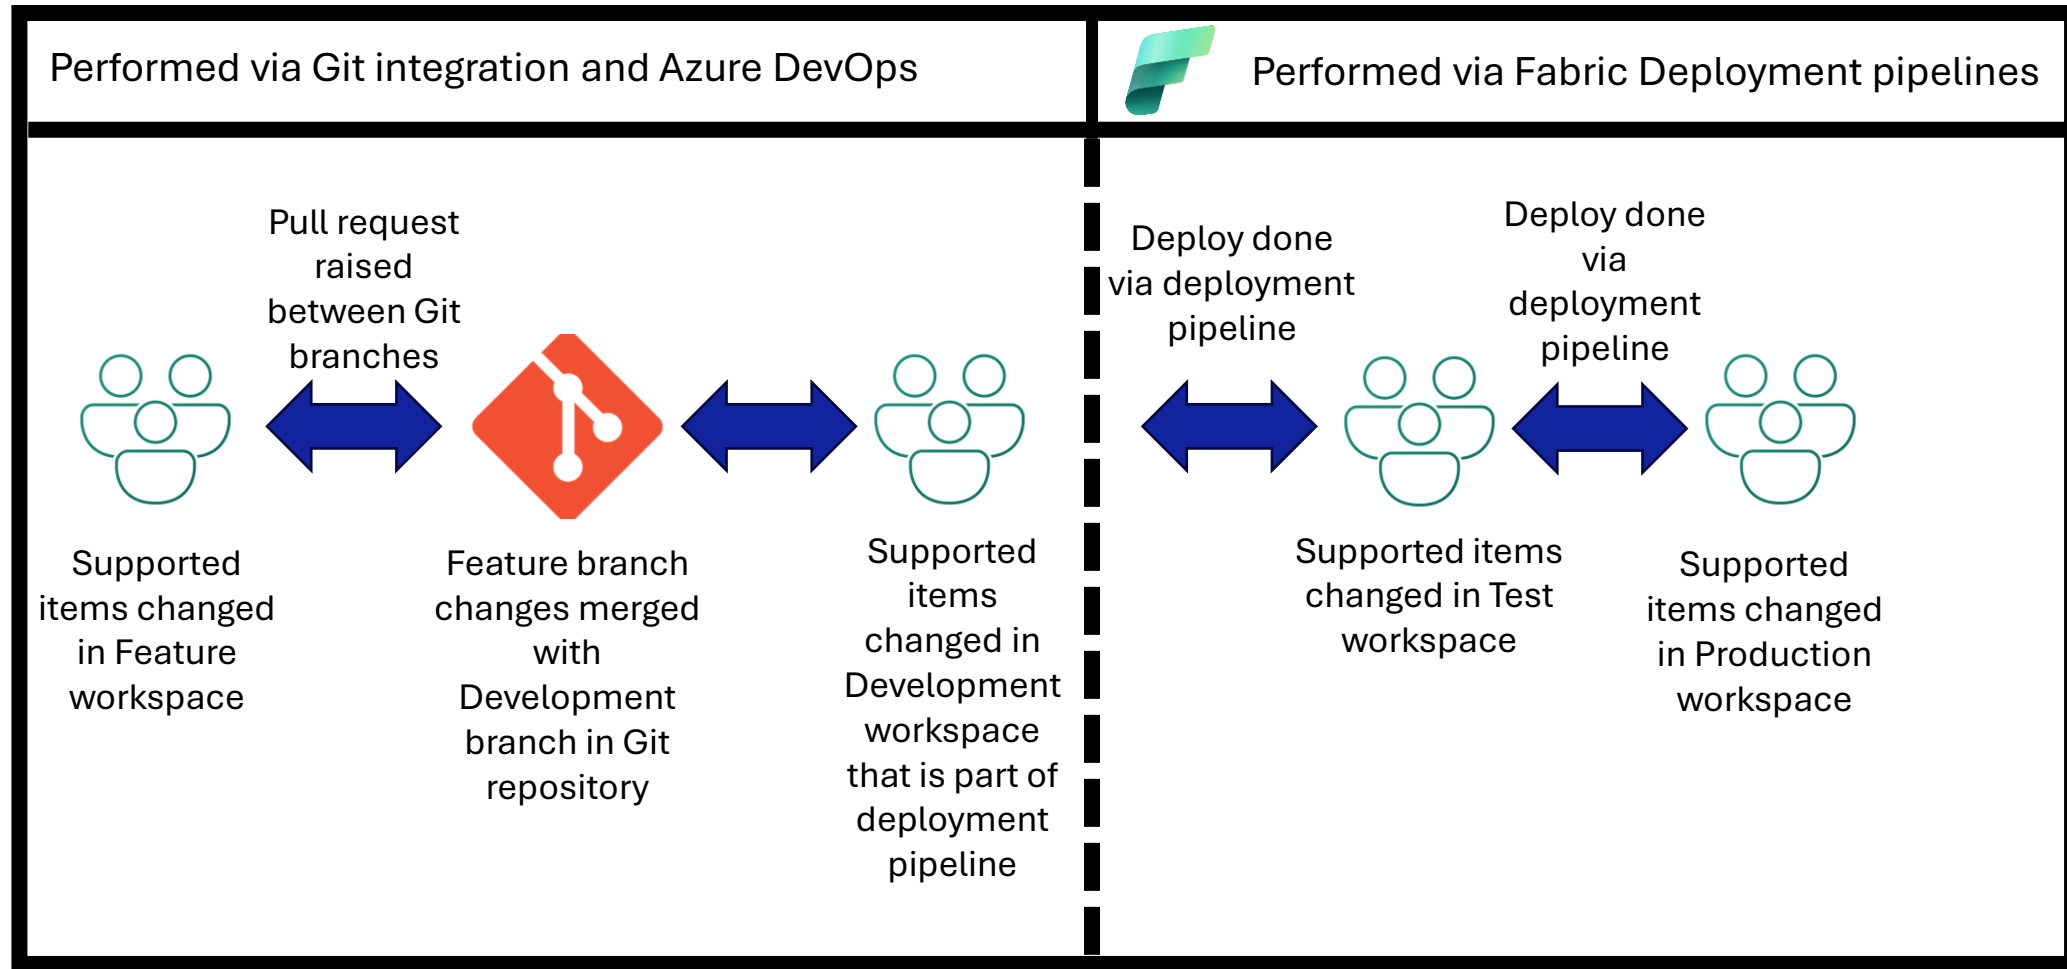 Performed via Git integration and Azure DevOps
Performed via Fabric Deployment pipelines
Pull request
raised
between Git
branches
Deploy done
via deployment
pipeline
Deploy done
via
deployment
pipeline
Supported
items changed
in Feature
workspace
Feature branch
changes merged
with
Development
branch in Git
repository
Supported
items
changed in
Development
workspace
that is part of
deployment
pipeline
Supported items
changed in Test
workspace
Supported
items changed
in Production
workspace